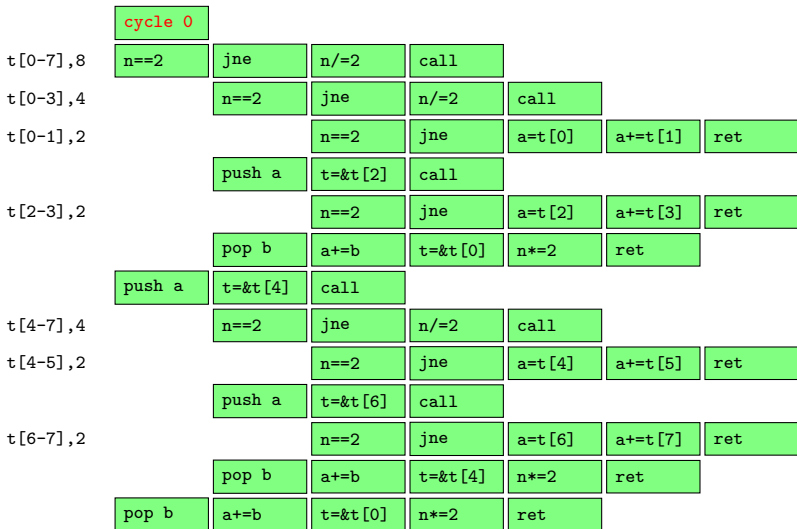 cycle 0
t[0-7],8 n==2 jne n/=2 call
t[0-3],4 n==2 jne n/=2 call
t[0-1],2 n==2 jne a=t[0] a+=t[1] ret
push a t=&t[2] call
t[2-3],2 n==2 jne a=t[2] a+=t[3] ret
pop b a+=b t=&t[0] n*=2 ret
push a t=&t[4] call
t[4-7],4 n==2 jne n/=2 call
t[4-5],2 n==2 jne a=t[4] a+=t[5] ret
push a t=&t[6] call
t[6-7],2 n==2 jne a=t[6] a+=t[7] ret
pop b a+=b t=&t[4] n*=2 ret
pop b a+=b t=&t[0] n*=2 ret